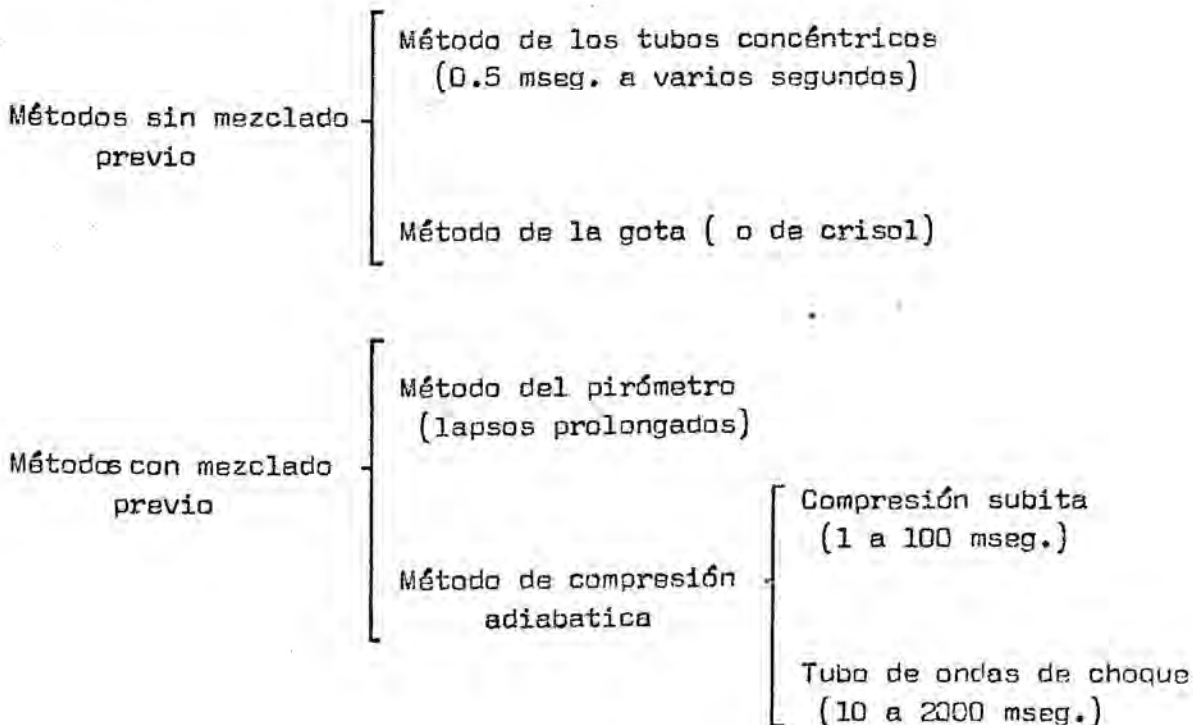 Método de los tubos concéntricos
(0.5 mseg. a varios segundos)
Métodos sin mezclado
previo
Método de la gota ( o de crisol)
Método del pirómetro
(lapsos prolongados)
Métodos con mezclado
previo
Compresión subita
(1 a 100 mseg.)
Método de compresión
adiabatica
Tubo de ondas de choque
(10 a 2000 mseg.)